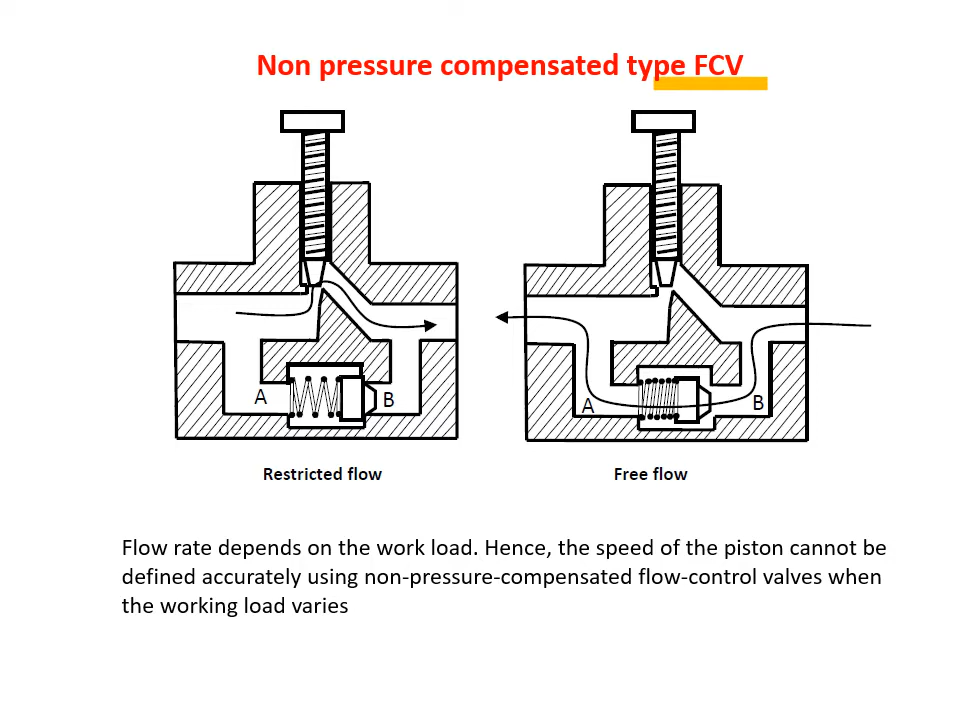 Non pressure compensated type FCV
A
B
A
B
Restricted flow
Free flow
Flow rate depends on the work load. Hence, the speed of the piston cannot be
defined accurately using non-pressure-compensated flow-control valves when
the working load varies